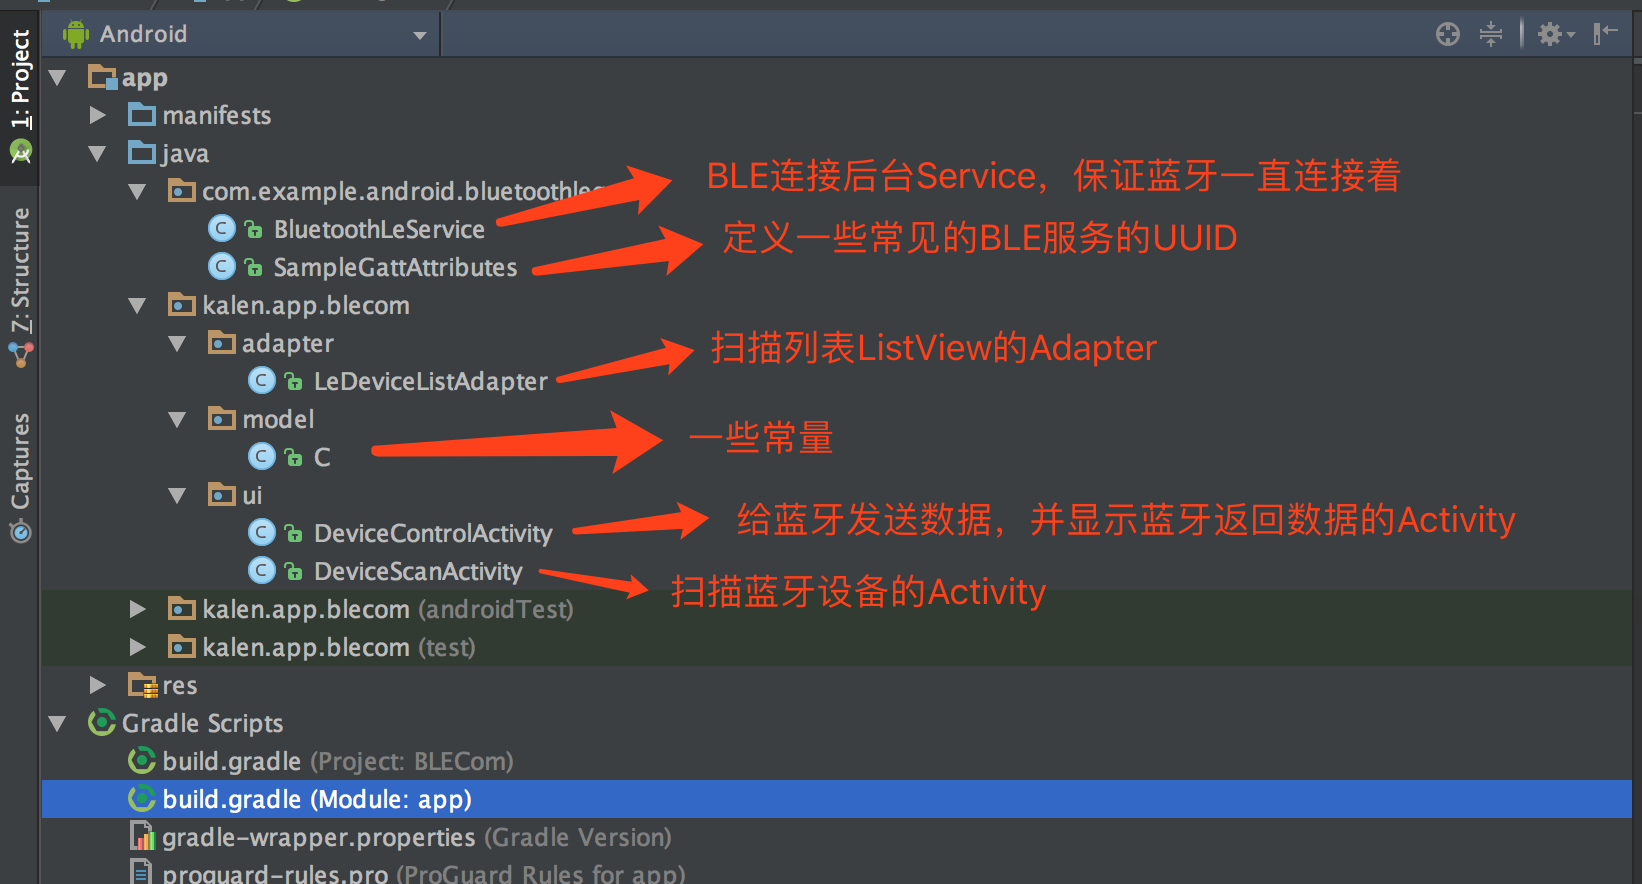 Android
1: Project
7: Structure
Captures
app
manifests
java
com.example.android.bluetoothle
BLE连接后台Service，保证蓝牙一直连接着
BluetoothLeService
定义一些常见的BLE服务的UUID
SampleGattAttributes
kalen.app.blecom
adapter
扫描列表ListView的Adapter
LeDeviceListAdapter
model
一些常量
C
ui
给蓝牙发送数据，并显示蓝牙返回数据的Activity
DeviceControlActivity
DeviceScanActivity
扫描蓝牙设备的Activity
kalen.app.blecom (androidTest)
kalen.app.blecom (test)
res
Gradle Scripts
build.gradle (Project: BLECom)
build.gradle (Module: app)
gradle-wrapper.properties (Gradle Version)
proguard-rules.pro (ProGuard Rules for app)